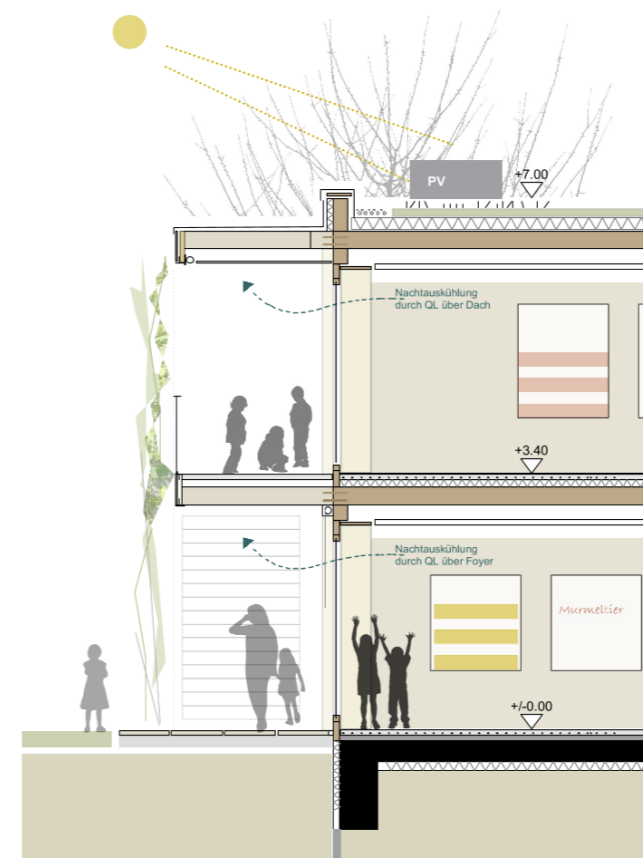 PV
+7.00
Nachtauskühlung
durch QL über Dach
+3.40
Nachtauskühlung
durch QL über Foyer
Murmeltier
+/-0.00